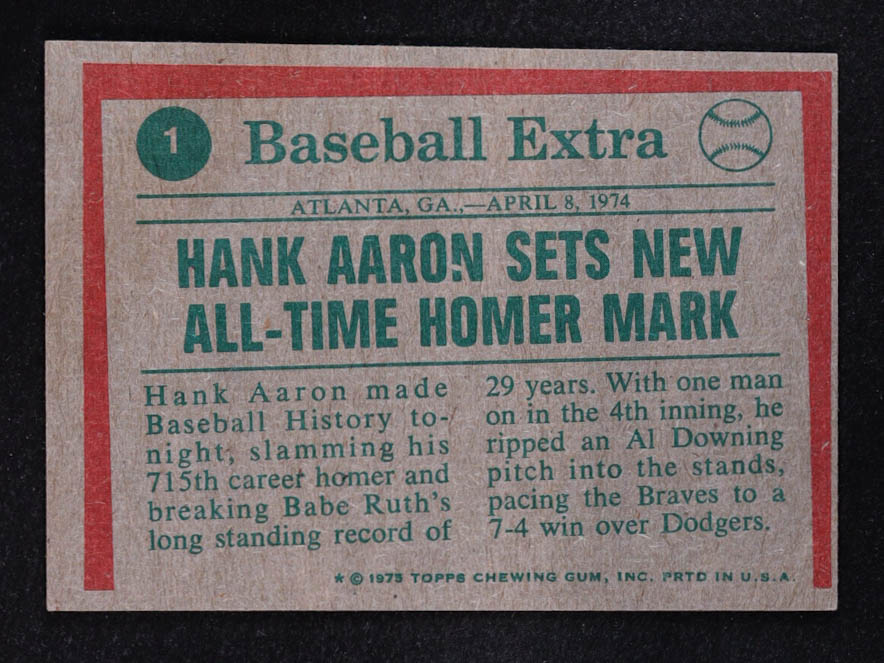 1
Baseball Extra
ATLANTA, GA.,—APRIL 8, 1974
HANK AARON SETS NEW
ALL-TIME HOMER MARK
Hank Aaron made
Baseball History to-
night, slamming his
715th career homer and
breaking Babe Ruth's
long standing record of
29 years. With one man
on in the 4th inning, he
ripped an Al Downing
pitch into the stands,
pacing the Braves to a
7-4 win over Dodgers.
★ © 1975 TOPPS CHEWING GUM, INC. PRTD IN U.S.A.